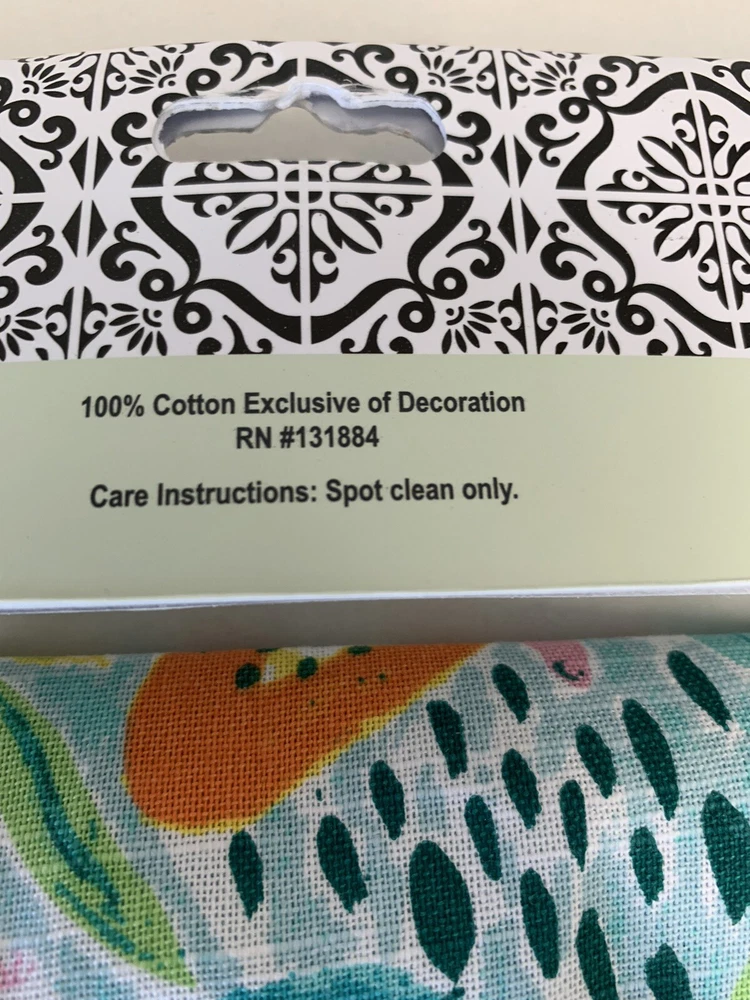 100% Cotton Exclusive of Decoration
RN #131884
Care Instructions: Spot clean only.